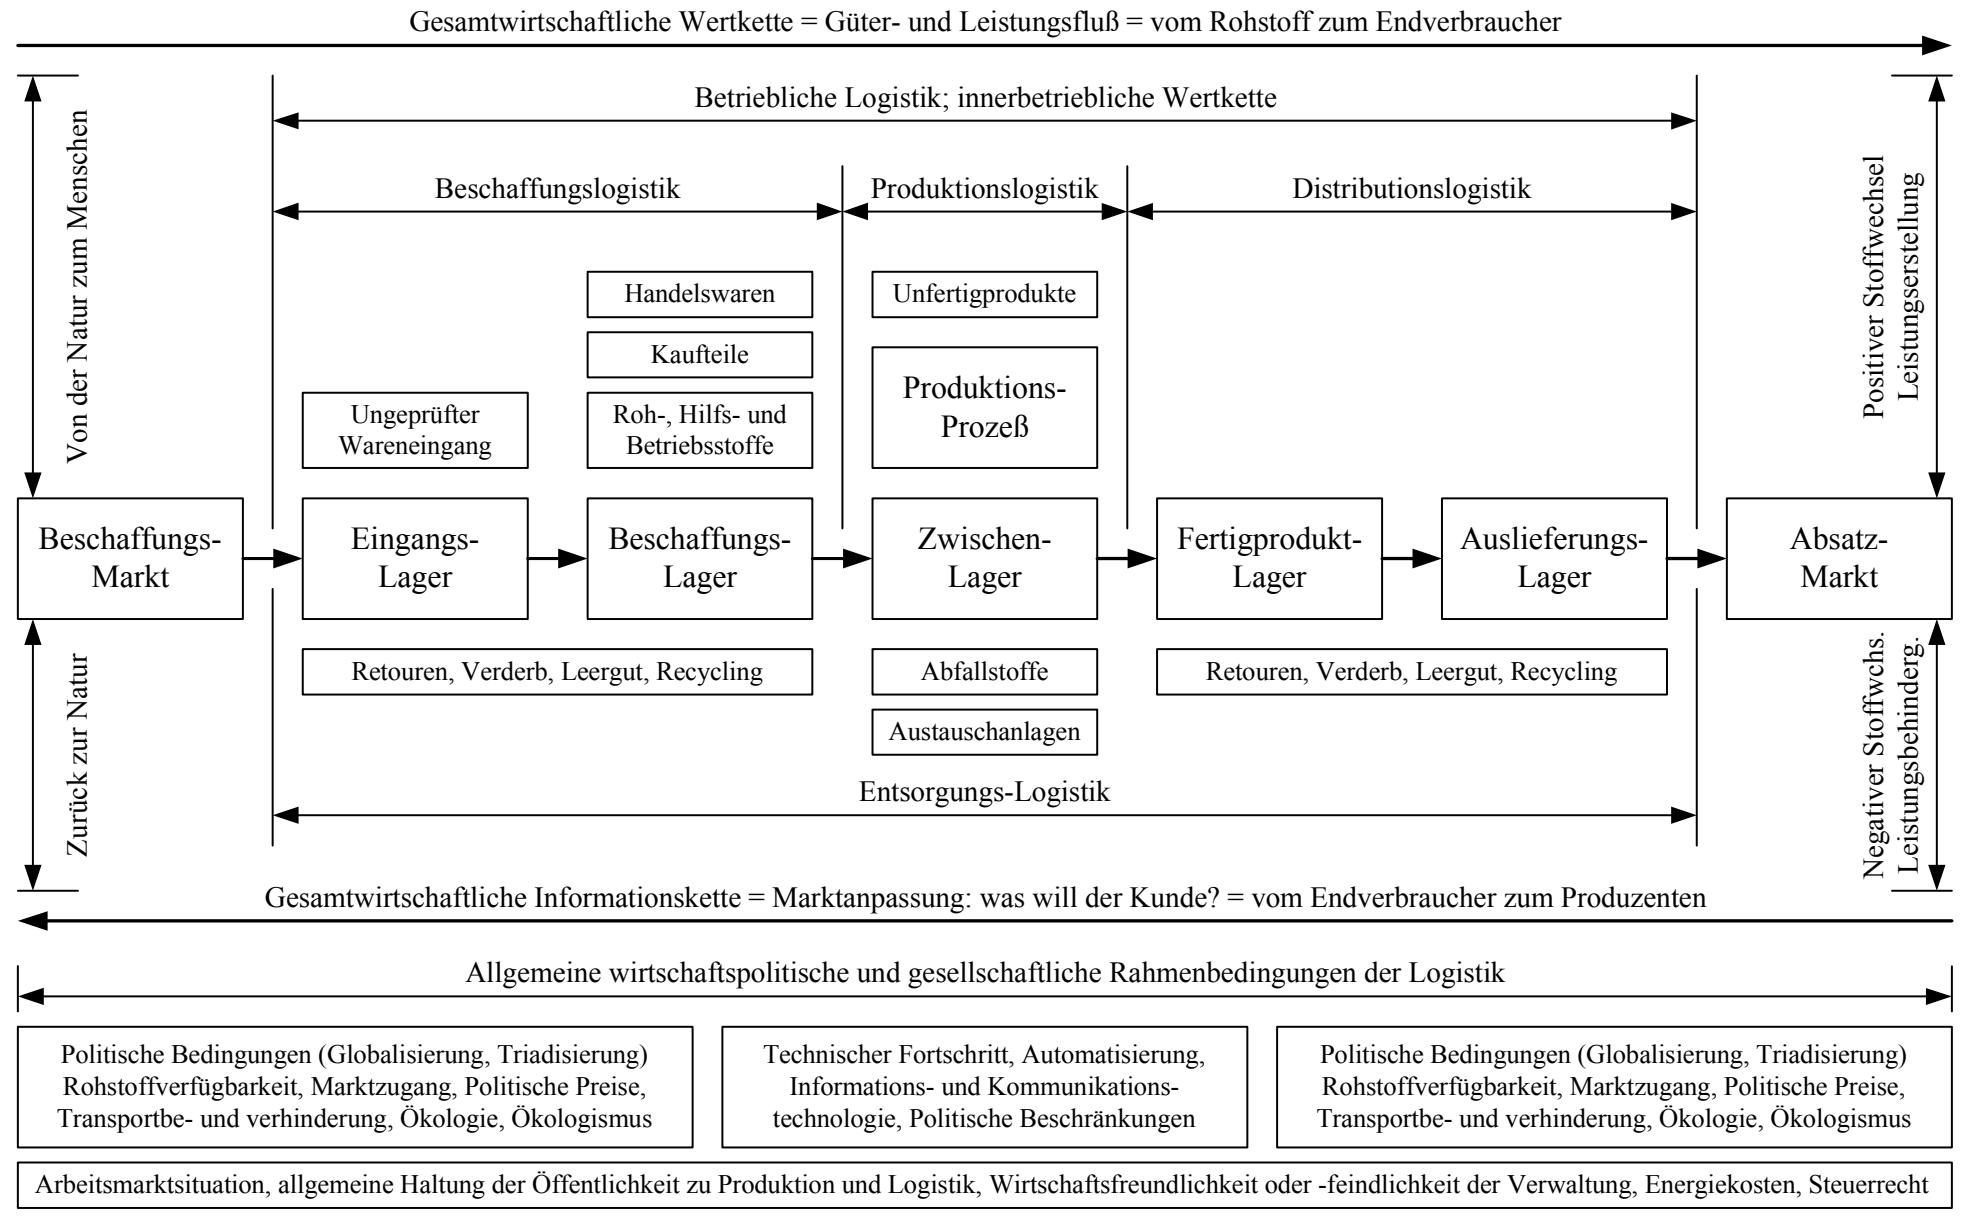 Gesamtwirtschaftliche Wertkette = Güter- und Leistungsfluß = vom Rohstoff zum Endverbraucher
Betriebliche Logistik; innerbetriebliche Wertkette
Beschaffungslogistik
Produktionslogistik
Distributionslogistik
Von der Natur zum Menschen
Positiver Stoffwechsel
Leistungserstellung
Handelswaren
Unfertigprodukte
Kaufteile
Produktions-
Prozeß
Ungeprüfter
Wareneingang
Roh-, Hilfs- und
Betriebsstoffe
Beschaffungs-
Markt
Eingangs-
Lager
Beschaffungs-
Lager
Zwischen-
Lager
Fertigprodukt-
Lager
Auslieferungs-
Lager
Absatz-
Markt
Zurück zur Natur
Retouren, Verderb, Leergut, Recycling
Abfallstoffe
Retouren, Verderb, Leergut, Recycling
Austauschanlagen
Negativer Stoffwchs.
Leistungsbehinderg.
Entsorgungs-Logistik
Gesamtwirtschaftliche Informationskette = Marktanpassung: was will der Kunde? = vom Endverbraucher zum Produzenten
Allgemeine wirtschaftspolitische und gesellschaftliche Rahmenbedingungen der Logistik
Politische Bedingungen (Globalisierung, Triadisierung)
Rohstoffverfügbarkeit, Marktzugang, Politische Preise,
Transportbe- und verhinderung, Ökologie, Ökologismus
Technischer Fortschritt, Automatisierung,
Informations- und Kommunikations-
technologie, Politische Beschränkungen
Politische Bedingungen (Globalisierung, Triadisierung)
Rohstoffverfügbarkeit, Marktzugang, Politische Preise,
Transportbe- und verhinderung, Ökologie, Ökologismus
Arbeitsmarktsituation, allgemeine Haltung der Öffentlichkeit zu Produktion und Logistik, Wirtschaftsfreundlichkeit oder -feindlichkeit der Verwaltung, Energiekosten, Steuerrecht